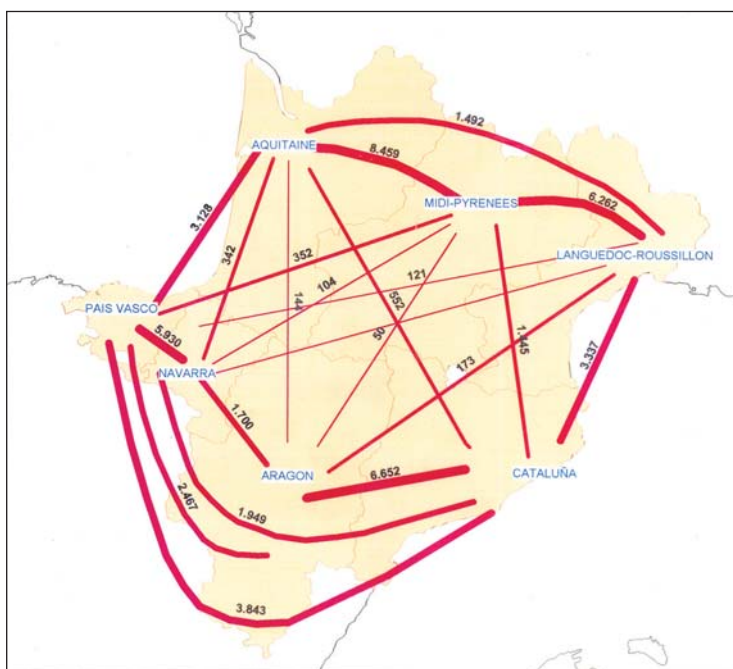 1.492
AQUITAINE
8.459
MIDI-PYRENEES
6.262
3.128
342
352
LANGUEDOC-ROUSSILLON
121
104
144
552
PAIS VASCO
50
5.930
1.445
3.337
NAVARRA
173
1.700
ARAGON
6.652
CATALUÑA
2.467
1.949
3.843